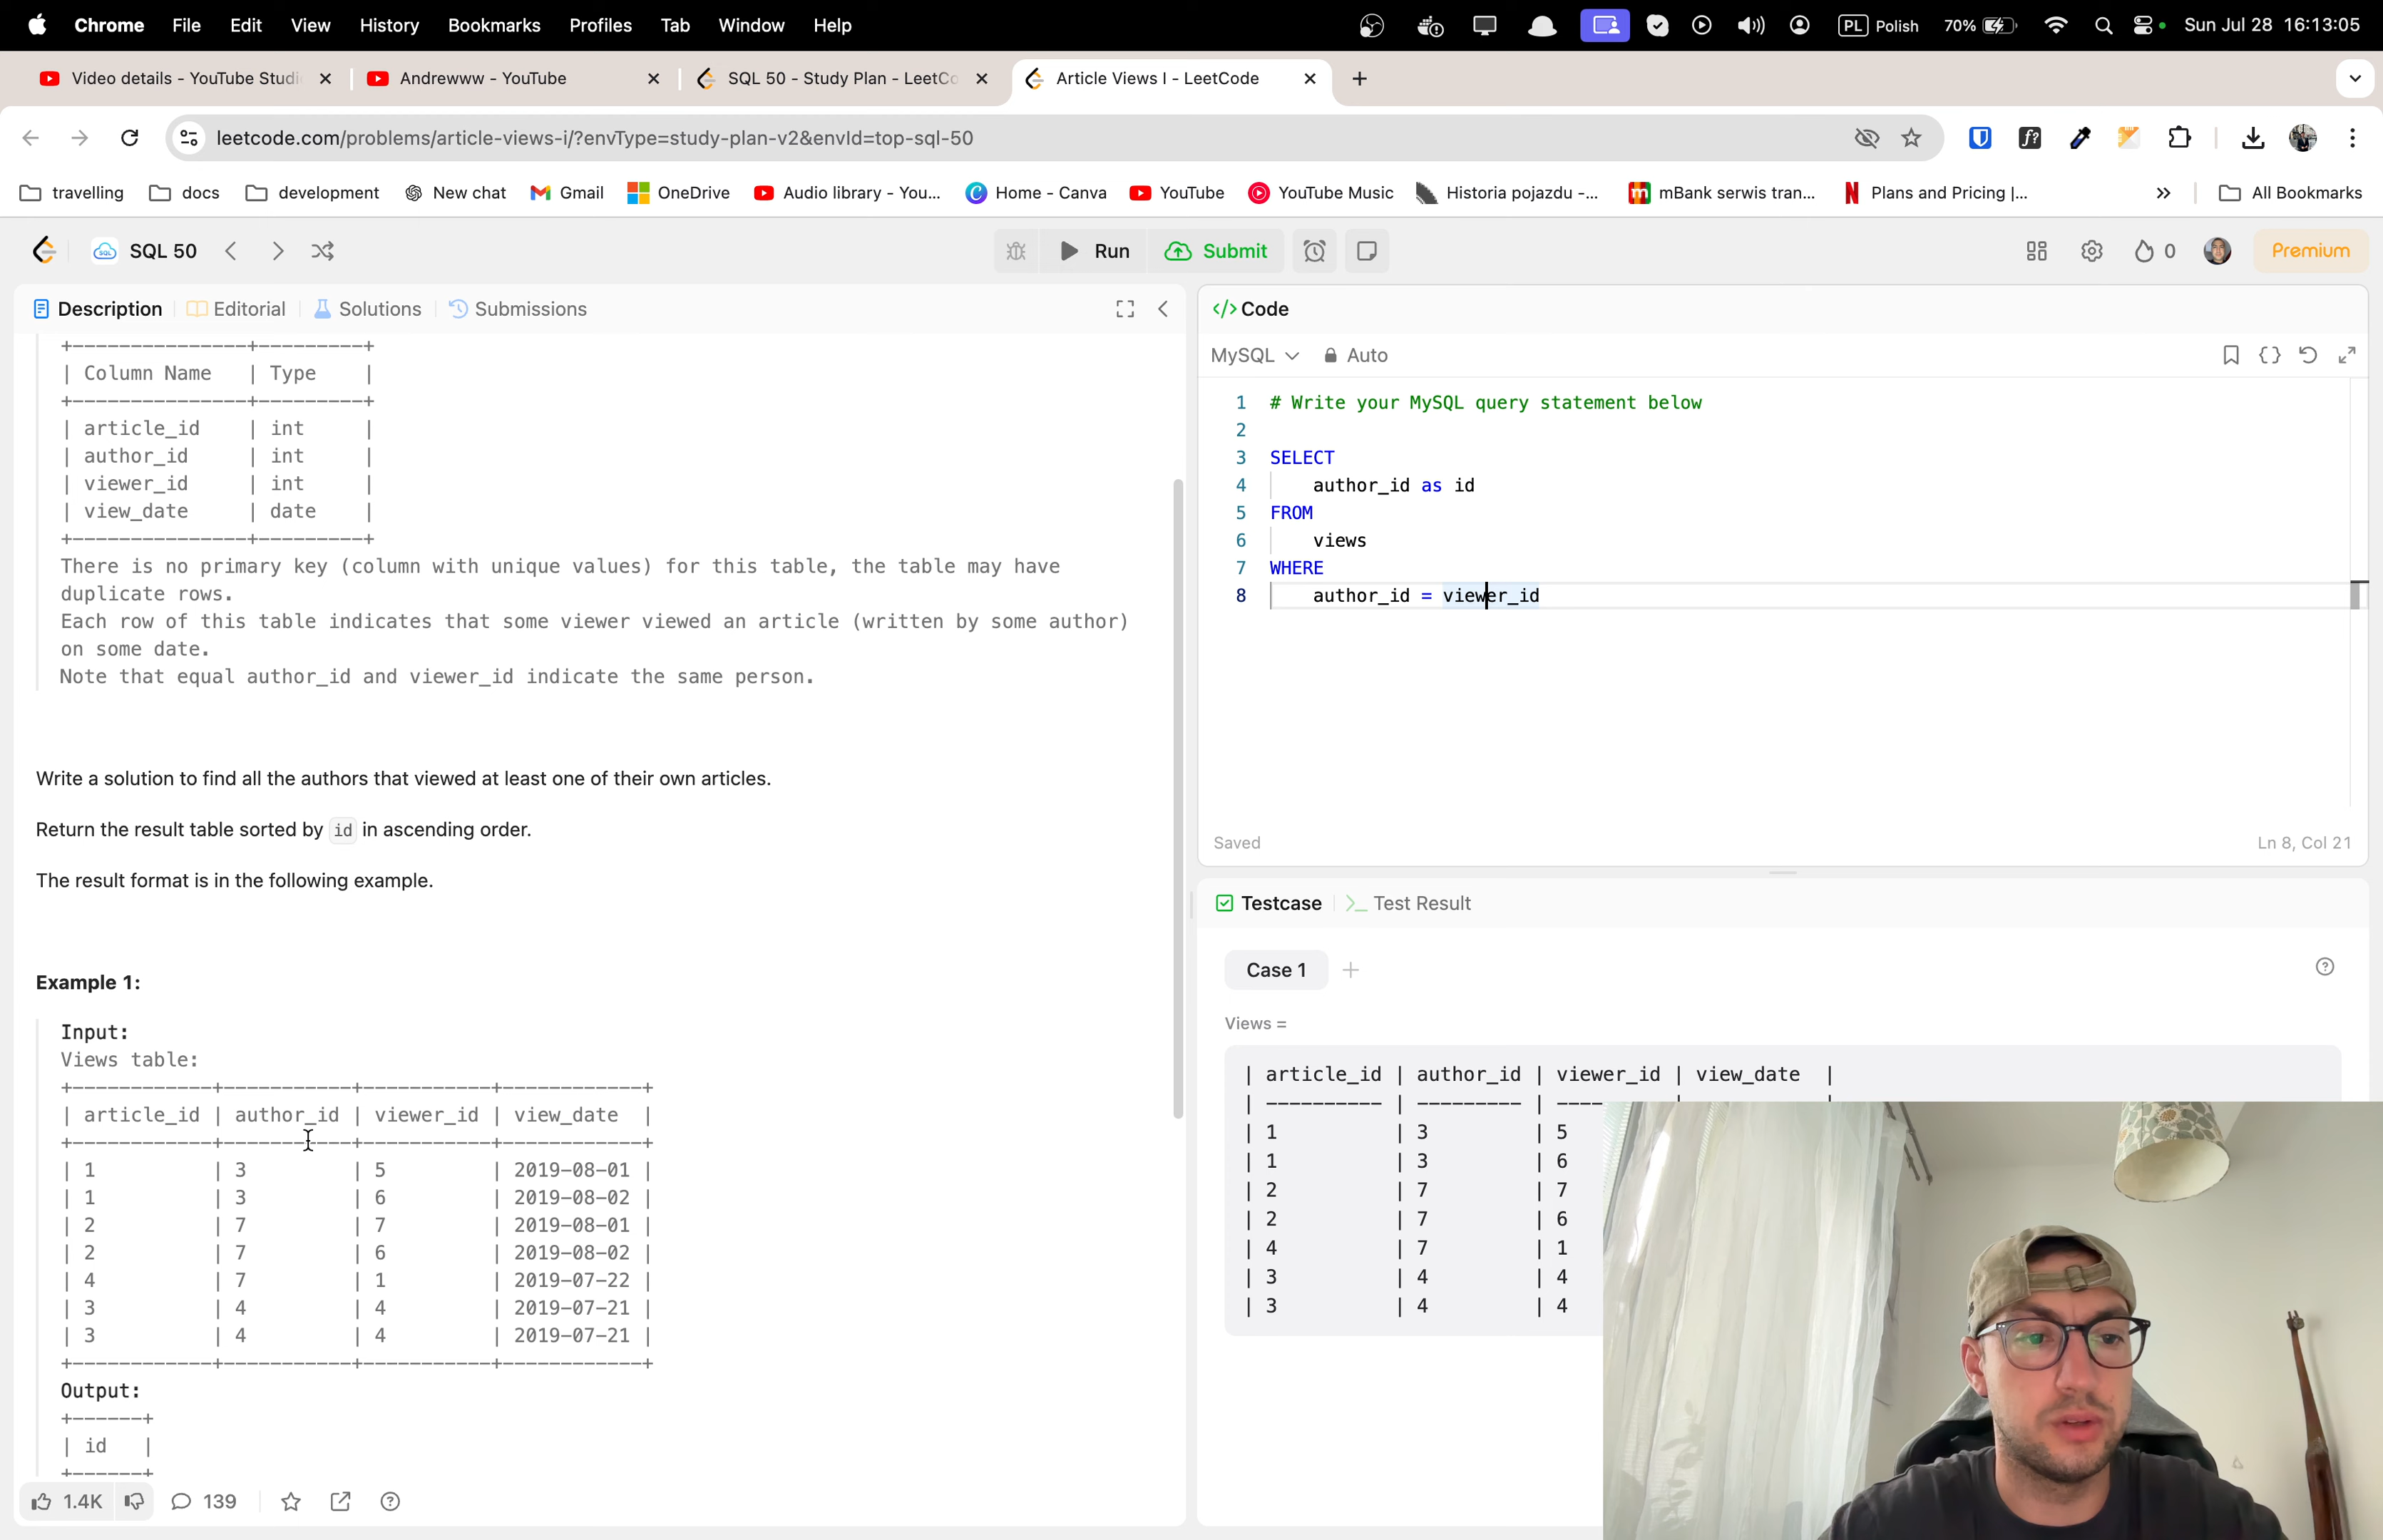 Chrome File Edit View History Bookmarks Profiles Tab Window Help PL Polish 70% Sun Jul 28 16:13:05
Video details - YouTube Studi Andrewww - YouTube SQL 50 - Study Plan - LeetCo Article Views I - LeetCode
leetcode.com/problems/article-views-i/?envType=study-plan-v2&envId=top-sql-50
travelling docs development New chat Gmail OneDrive Audio library - You... Home - Canva YouTube YouTube Music Historia pojazdu -... mBank serwis tran... Plans and Pricing |... All Bookmarks
SQL 50 Run Submit 0 Premium
Description Editorial Solutions Submissions
+---------------+---------+
| Column Name | Type |
+---------------+---------+
| article_id | int |
| author_id | int |
| viewer_id | int |
| view_date | date |
+---------------+---------+
There is no primary key (column with unique values) for this table, the table may have
duplicate rows.
Each row of this table indicates that some viewer viewed an article (written by some author)
on some date.
Note that equal author_id and viewer_id indicate the same person.
Write a solution to find all the authors that viewed at least one of their own articles.
Return the result table sorted by id in ascending order.
The result format is in the following example.
Example 1:
Input:
Views table:
+------------+-----------+-----------+------------+
| article_id | author_id | viewer_id | view_date |
+------------+-----------+-----------+------------+
| 1 | 3 | 5 | 2019-08-01 |
| 1 | 3 | 6 | 2019-08-02 |
| 2 | 7 | 7 | 2019-08-01 |
| 2 | 7 | 6 | 2019-08-02 |
| 4 | 7 | 1 | 2019-07-22 |
| 3 | 4 | 4 | 2019-07-21 |
| 3 | 4 | 4 | 2019-07-21 |
+------------+-----------+-----------+------------+
Output:
+------+
| id |
+------+
1.4K 139
</> Code
MySQL Auto
1 # Write your MySQL query statement below
2
3 SELECT
4 author_id as id
5 FROM
6 views
7 WHERE
8 author_id = viewer_id
Saved Ln 8, Col 21
Testcase >_ Test Result
Case 1
Views =
| article_id | author_id | viewer_id | view_date |
| ---------- | --------- | ----
| 1 | 3 | 5
| 1 | 3 | 6
| 2 | 7 | 7
| 2 | 7 | 6
| 4 | 7 | 1
| 3 | 4 | 4
| 3 | 4 | 4